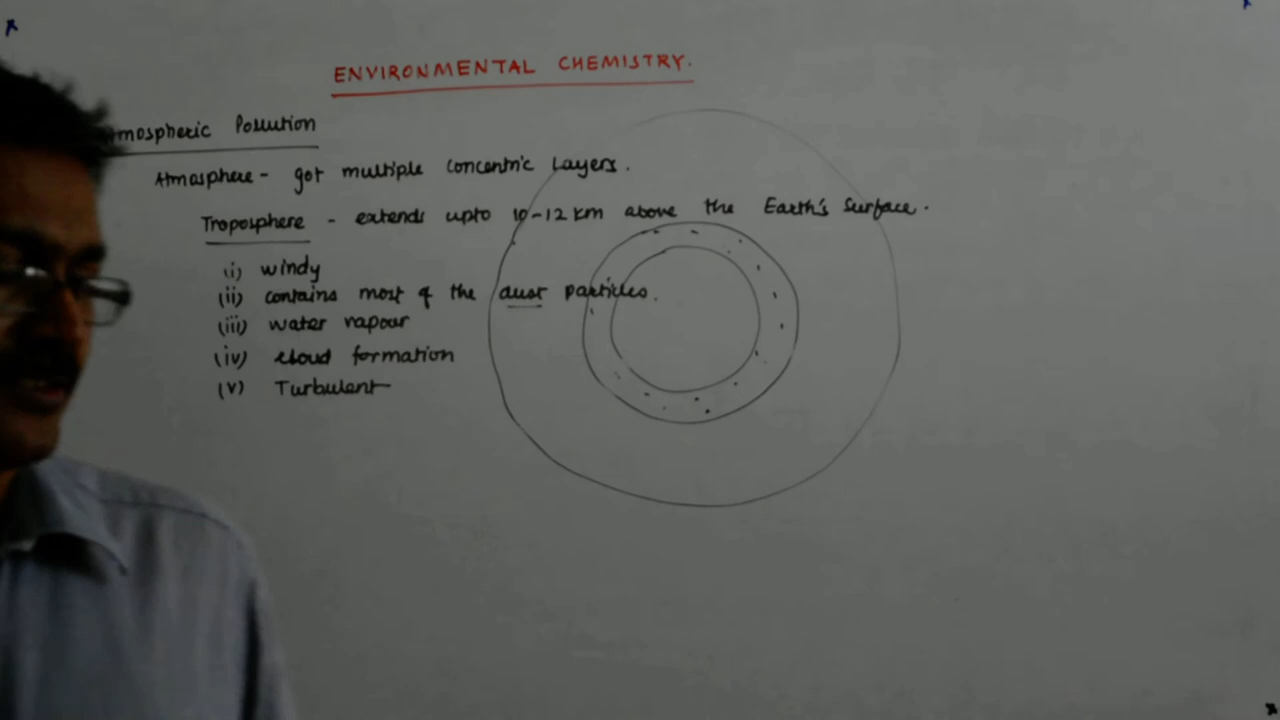 ENVIRONMENTAL CHEMISTRY.
mospheric Pollution
Atmosphere - got multiple concentric Layers.
Troposphere - extends upto 10-12 km above the Earth's Surface.
(i) windy
(ii) contains most of the dust particles.
(iii) water vapour
(iv) cloud formation
(v) Turbulent